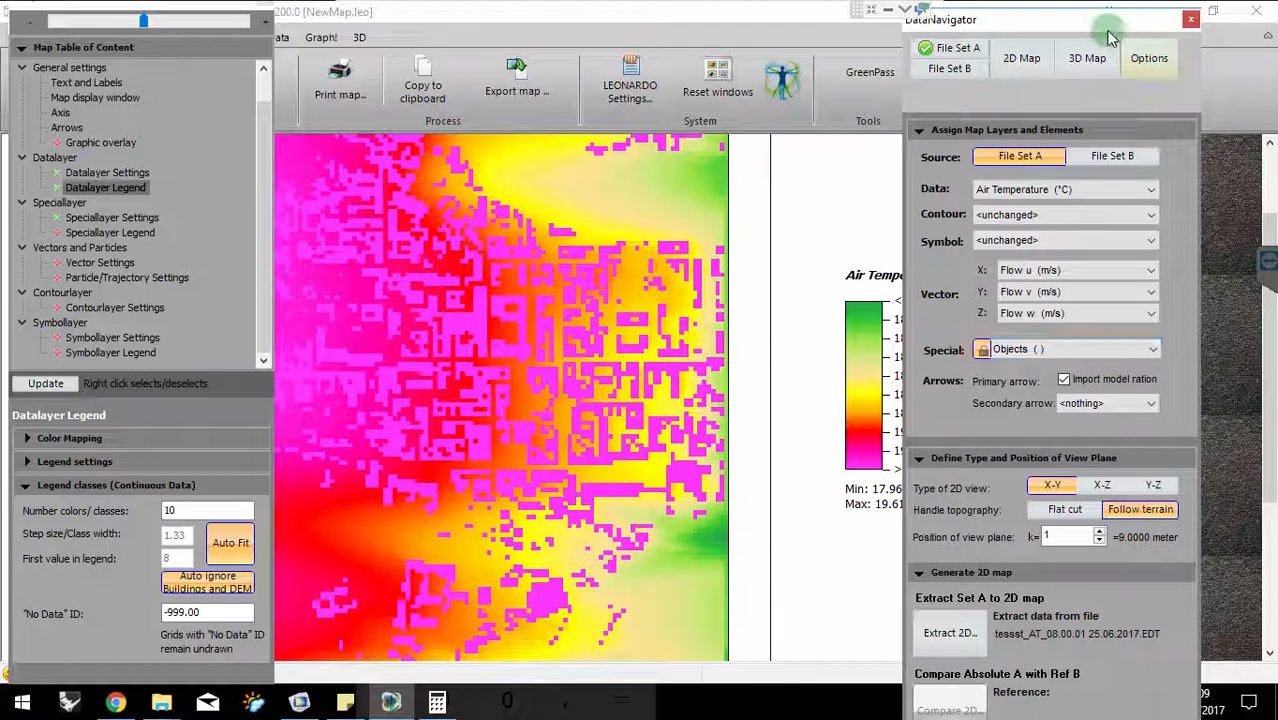 200.0 [NewMap.leo]
DataNavigator
Map Table of Content
General settings
Text and Labels
Map display window
Axis
Arrows
Graphic overlay
Datalayer
Datalayer Settings
Datalayer Legend
Speciallayer
Speciallayer Settings
Speciallayer Legend
Vectors and Particles
Vector Settings
Particle/Trajectory Settings
Contourlayer
Contourlayer Settings
Symbollayer
Symbollayer Settings
Symbollayer Legend
Update Right click selects/deselects
Datalayer Legend
Color Mapping
Legend settings
Legend classes (Continuous Data)
Number colors/ classes: 10
Step size/Class width: 1.33
First value in legend: 8
Auto Fit
Auto ignore
Buildings and DEM
"No Data" ID: -999.00
Grids with "No Data" ID
remain undrawn
ata Graph! 3D
Print map...
Copy to
clipboard
Export map ...
LEONARDO
Settings...
Reset windows
GreenPass
Process System Tools
Air Tempe
<
18
18
18
18
18
19
19
19
>
Min: 17.96
Max: 19.61
File Set A
File Set B
2D Map 3D Map Options
Assign Map Layers and Elements
Source: File Set A File Set B
Data: Air Temperature (°C)
Contour: <unchanged>
Symbol: <unchanged>
X: Flow u (m/s)
Vector: Y: Flow v (m/s)
Z: Flow w (m/s)
Special: Objects ( )
Arrows: Primary arrow: Import model ration
Secondary arrow: <nothing>
Define Type and Position of View Plane
Type of 2D view: X-Y X-Z Y-Z
Handle topography: Flat cut Follow terrain
Position of view plane: k= 1 =9.0000 meter
Generate 2D map
Extract Set A to 2D map
Extract 2D... Extract data from file
tessst_AT_08.00.01 25.06.2017.EDT
Compare Absolute A with Ref B
Compare 2D... Reference:
09
/2017